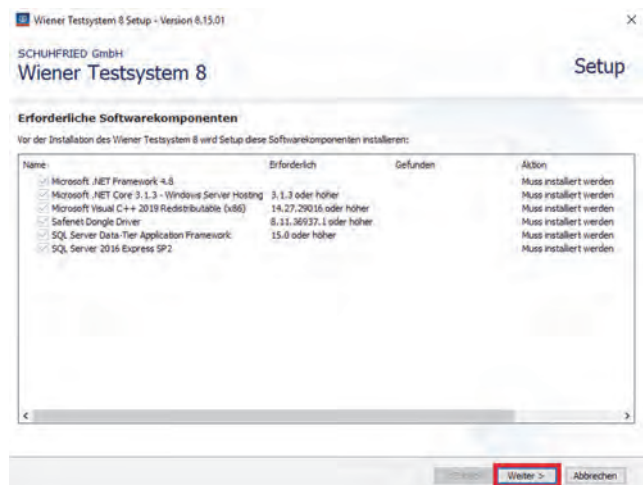 Wiener Testsystem 8 Setup - Version 8.15.01
SCHUHFRIED GmbH
Wiener Testsystem 8
Setup
Erforderliche Softwarekomponenten
Vor der Installation des Wiener Testsystem 8 wird Setup diese Softwarekomponenten installieren:
Name Erforderlich Gefunden Aktion
Microsoft .NET Framework 4.8 Muss installiert werden
Microsoft .NET Core 3.1.3 - Windows Server Hosting 3.1.3 oder höher Muss installiert werden
Microsoft Visual C++ 2019 Redistributable (x86) 14.27.29016 oder höher Muss installiert werden
Safenet Dongle Driver 8.11.36937.1 oder höher Muss installiert werden
SQL Server Data-Tier Application Framework 15.0 oder höher Muss installiert werden
SQL Server 2016 Express SP2 Muss installiert werden
Weiter > Abbrechen